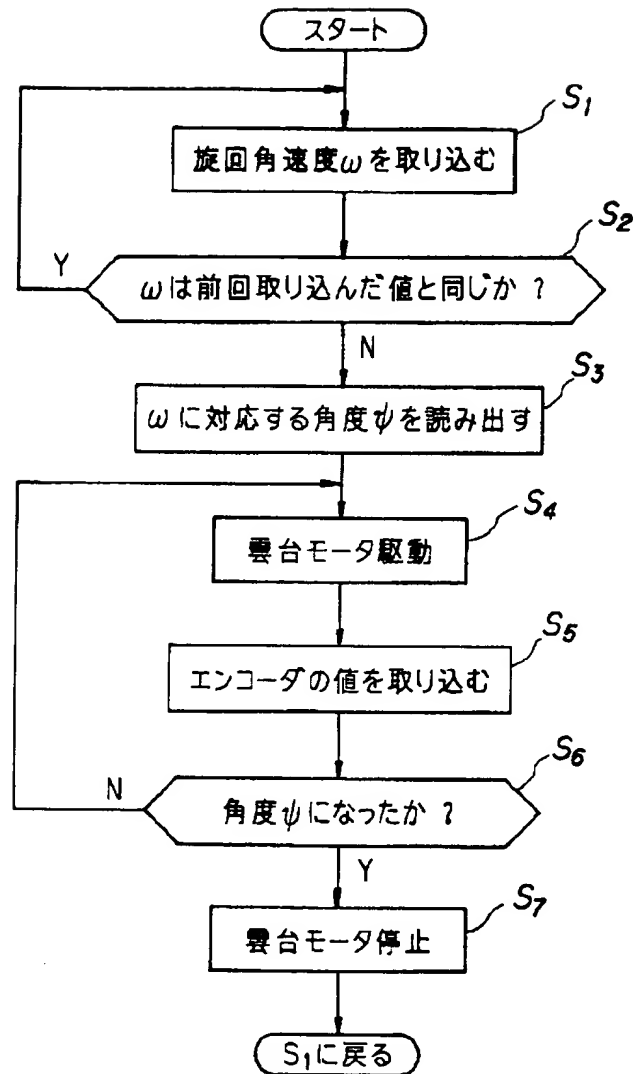 スタート
S1
旋回角速度ωを取り込む
S2
Y
ωは前回取り込んだ値と同じか？
N
S3
ωに対応する角度ψを読み出す
S4
雲台モータ駆動
S5
エンコーダの値を取り込む
S6
N
角度ψになったか？
Y
S7
雲台モータ停止
S1に戻る